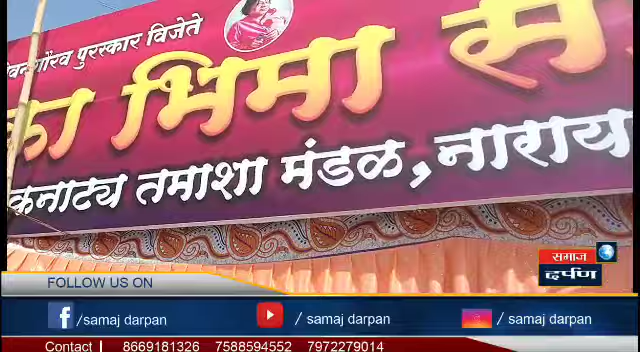 जीवनगौरव पुरस्कार विजेते
का भिमा स
कनाट्य तमाशा मंडळ, नाराय
समाज
दर्पण
FOLLOW US ON
/samaj darpan
/ samaj darpan
/ samaj darpan
Contact | 8669181326 7588594552 7972279014